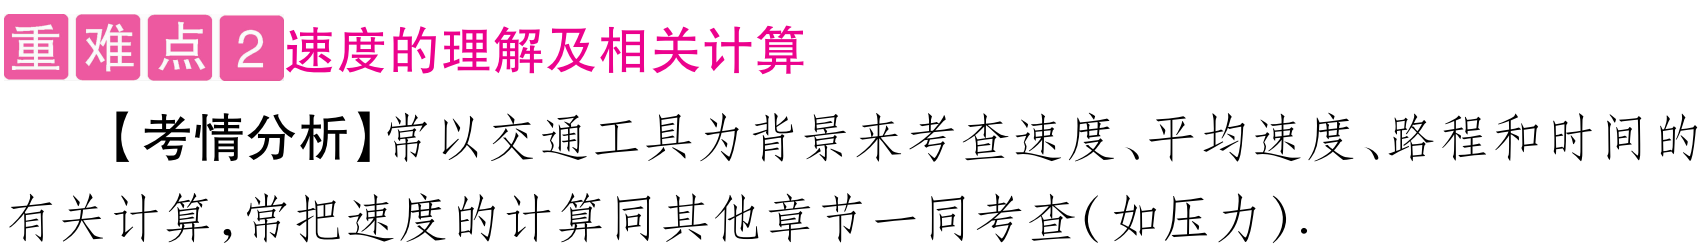 重难点2速度的理解及相关计算
【考情分析】常以交通工具为背景来考查速度、平均速度、路程和时间的
有关计算,常把速度的计算同其他章节一同考查(如压力).